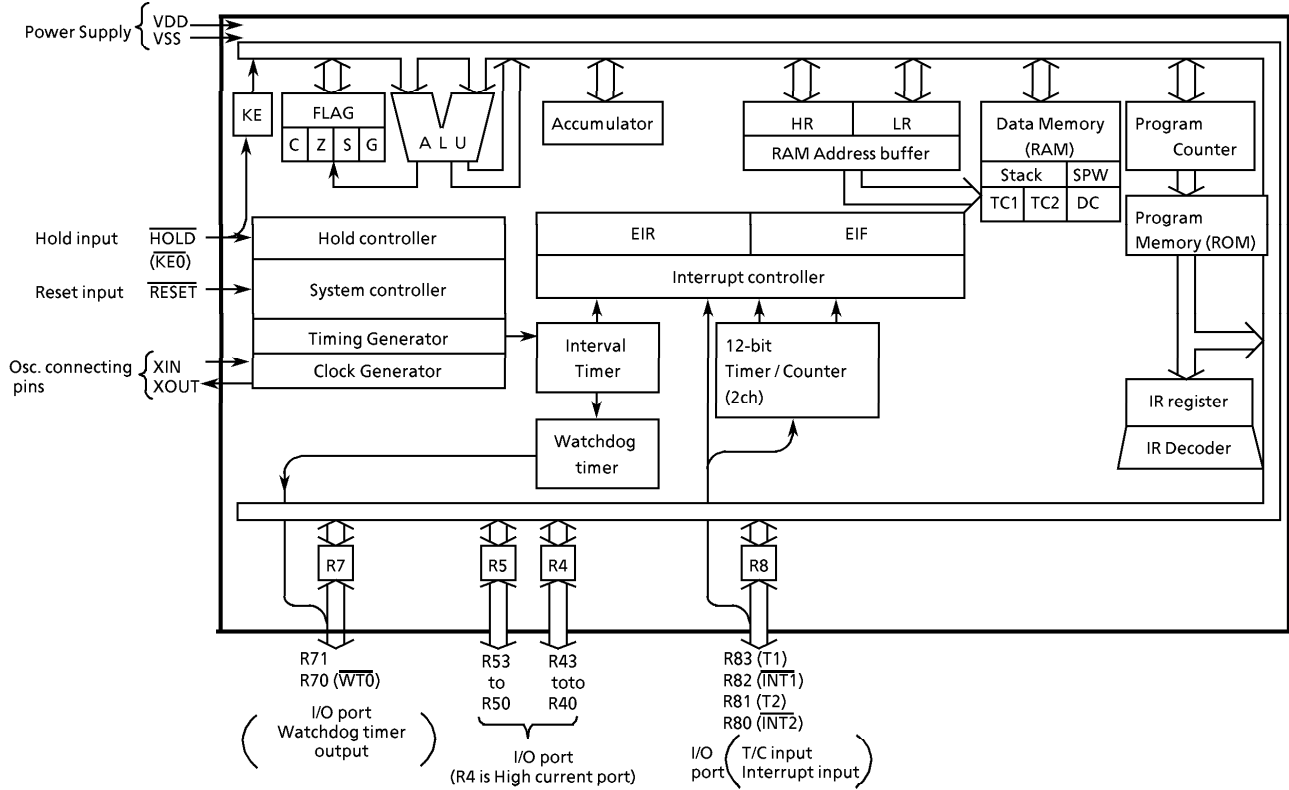 Power Supply
VDD
VSS
KE
FLAG
C Z S G
A L U
Accumulator
HR LR
RAM Address buffer
Data Memory
(RAM)
Stack SPW
TC1 TC2 DC
Program
Counter
Program
Memory (ROM)
Hold input HOLD
(KE0)
Reset input RESET
Osc. connecting
pins
XIN
XOUT
Hold controller
System controller
Timing Generator
Clock Generator
EIR EIF
Interrupt controller
Interval
Timer
12-bit
Timer / Counter
(2ch)
Watchdog
timer
IR register
IR Decoder
R7 R5 R4 R8
R71
R70 (WT0)
I/O port
Watchdog timer
output
R53
to
R50
R43
toto
R40
I/O port
(R4 is High current port)
R83 (T1)
R82 (INT1)
R81 (T2)
R80 (INT2)
I/O
port
T/C input
Interrupt input